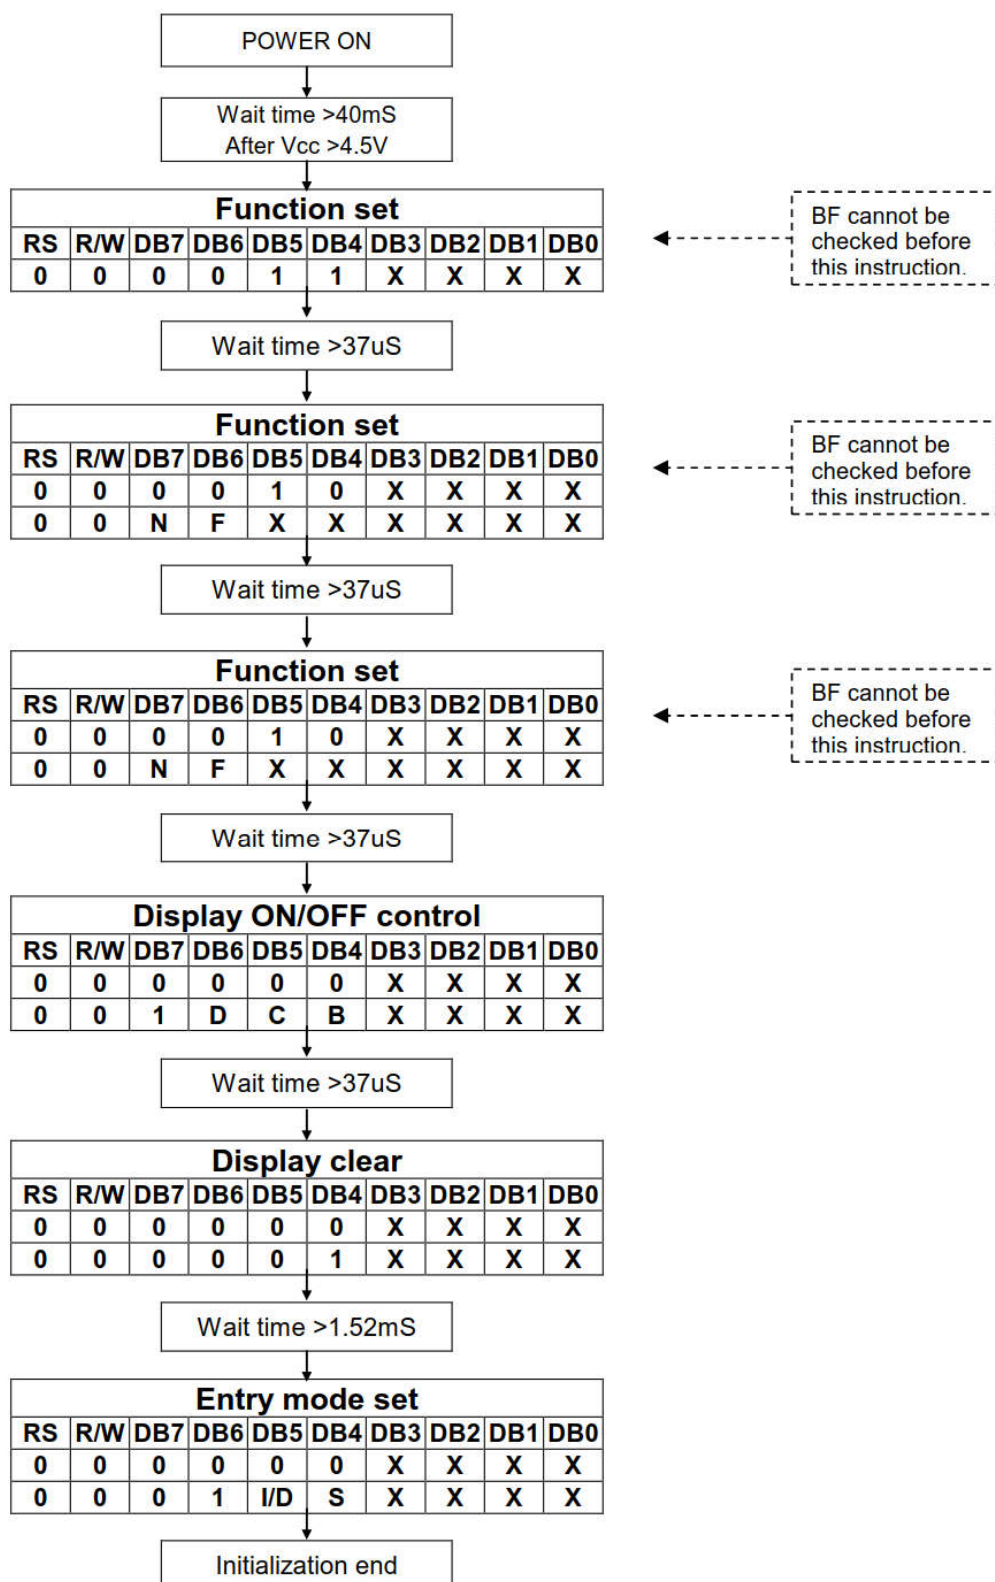 POWER ON
Wait time >40mS
After Vcc >4.5V
Function set
RS R/W DB7 DB6 DB5 DB4 DB3 DB2 DB1 DB0
0 0 0 0 1 1 X X X X
BF cannot be
checked before
this instruction.
Wait time >37uS
Function set
RS R/W DB7 DB6 DB5 DB4 DB3 DB2 DB1 DB0
0 0 0 0 1 0 X X X X
0 0 N F X X X X X X
BF cannot be
checked before
this instruction.
Wait time >37uS
Function set
RS R/W DB7 DB6 DB5 DB4 DB3 DB2 DB1 DB0
0 0 0 0 1 0 X X X X
0 0 N F X X X X X X
BF cannot be
checked before
this instruction.
Wait time >37uS
Display ON/OFF control
RS R/W DB7 DB6 DB5 DB4 DB3 DB2 DB1 DB0
0 0 0 0 0 0 X X X X
0 0 1 D C B X X X X
Wait time >37uS
Display clear
RS R/W DB7 DB6 DB5 DB4 DB3 DB2 DB1 DB0
0 0 0 0 0 0 X X X X
0 0 0 0 0 1 X X X X
Wait time >1.52mS
Entry mode set
RS R/W DB7 DB6 DB5 DB4 DB3 DB2 DB1 DB0
0 0 0 0 0 0 X X X X
0 0 0 1 I/D S X X X X
Initialization end